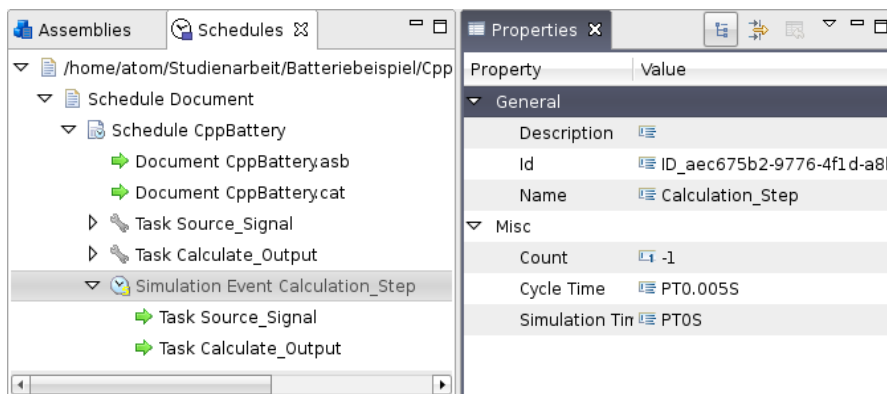 Assemblies
Schedules
/home/atom/Studienarbeit/Batteriebeispiel/Cpp
Schedule Document
Schedule CppBattery
Document CppBattery.asb
Document CppBattery.cat
Task Source_Signal
Task Calculate_Output
Simulation Event Calculation_Step
Task Source_Signal
Task Calculate_Output
Properties
Property Value
General
Description
Id ID_aec675b2-9776-4f1d-a8
Name Calculation_Step
Misc
Count -1
Cycle Time PT0.005S
Simulation Tim PT0S